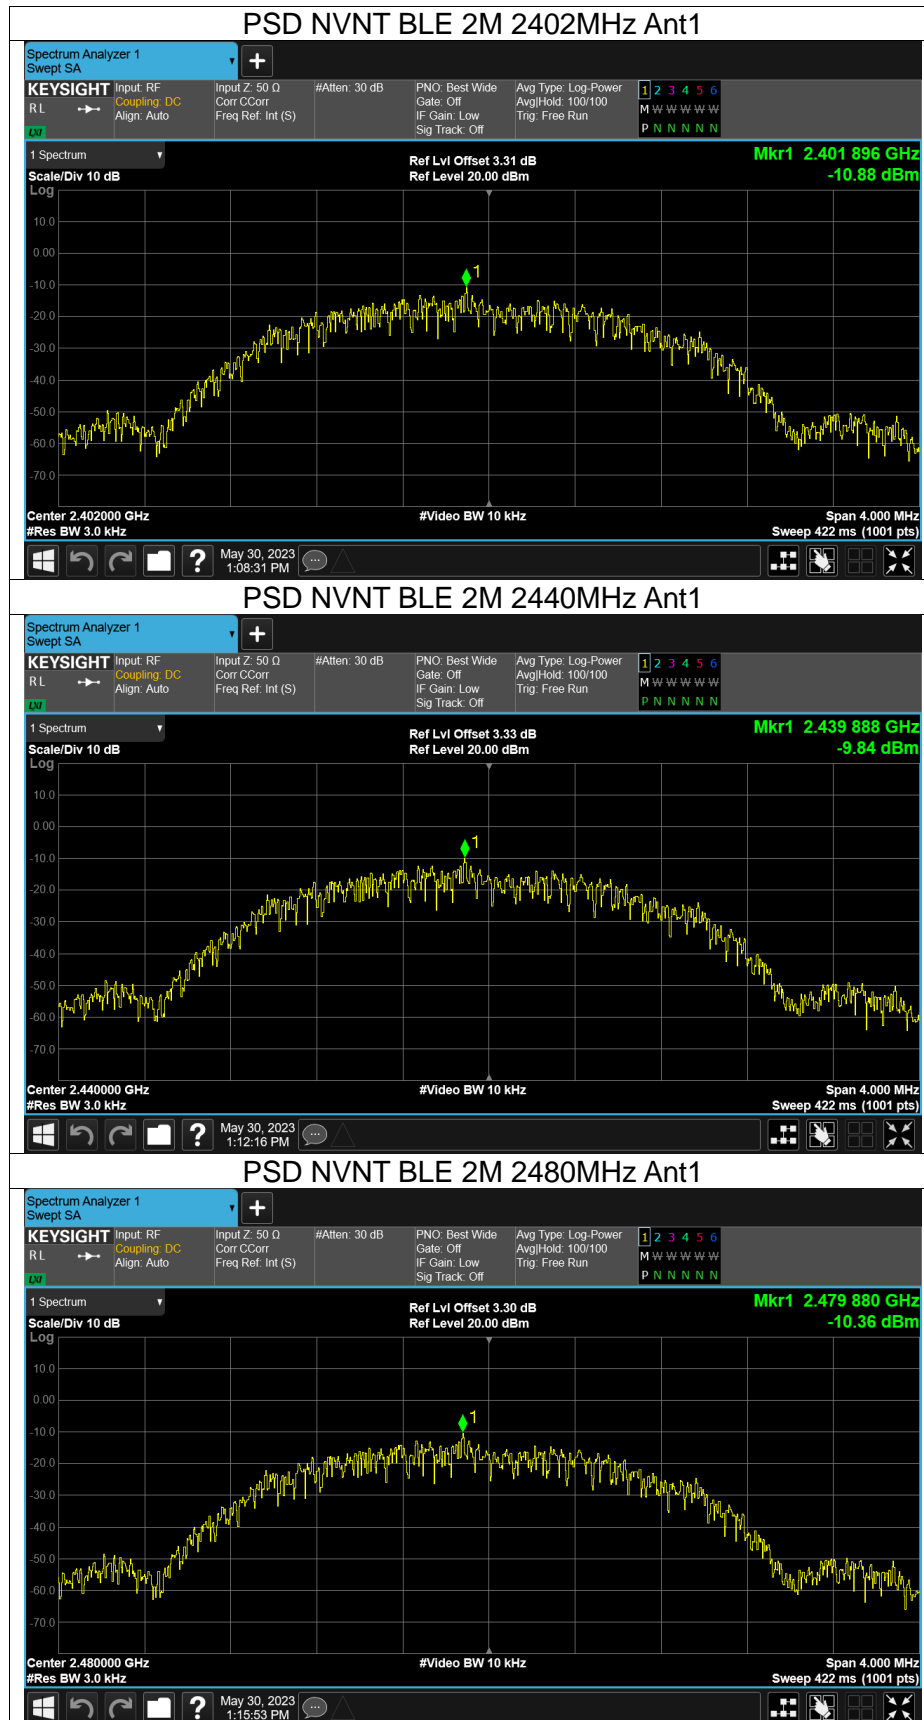 PSD NVNT BLE 2M 2402MHz Ant1
Spectrum Analyzer 1
Swept SA
KEYSIGHT
RL
LXI
Input: RF
Coupling: DC
Align: Auto
Input Z: 50 Ω
Corr CCorr
Freq Ref: Int (S)
#Atten: 30 dB
PNO: Best Wide
Gate: Off
IF Gain: Low
Sig Track: Off
Avg Type: Log-Power
Avg|Hold: 100/100
Trig: Free Run
1 2 3 4 5 6
M W W W W W
P N N N N N
1 Spectrum
Scale/Div 10 dB
Ref Lvl Offset 3.31 dB
Ref Level 20.00 dBm
Mkr1 2.401 896 GHz
-10.88 dBm
Log
10.0
0.00
-10.0
-20.0
-30.0
-40.0
-50.0
-60.0
-70.0
1
Center 2.402000 GHz
#Res BW 3.0 kHz
#Video BW 10 kHz
Span 4.000 MHz
Sweep 422 ms (1001 pts)
May 30, 2023
1:08:31 PM
PSD NVNT BLE 2M 2440MHz Ant1
Spectrum Analyzer 1
Swept SA
KEYSIGHT
RL
LXI
Input: RF
Coupling: DC
Align: Auto
Input Z: 50 Ω
Corr CCorr
Freq Ref: Int (S)
#Atten: 30 dB
PNO: Best Wide
Gate: Off
IF Gain: Low
Sig Track: Off
Avg Type: Log-Power
Avg|Hold: 100/100
Trig: Free Run
1 2 3 4 5 6
M W W W W W
P N N N N N
1 Spectrum
Scale/Div 10 dB
Ref Lvl Offset 3.33 dB
Ref Level 20.00 dBm
Mkr1 2.439 888 GHz
-9.84 dBm
Log
10.0
0.00
-10.0
-20.0
-30.0
-40.0
-50.0
-60.0
-70.0
1
Center 2.440000 GHz
#Res BW 3.0 kHz
#Video BW 10 kHz
Span 4.000 MHz
Sweep 422 ms (1001 pts)
May 30, 2023
1:12:16 PM
PSD NVNT BLE 2M 2480MHz Ant1
Spectrum Analyzer 1
Swept SA
KEYSIGHT
RL
LXI
Input: RF
Coupling: DC
Align: Auto
Input Z: 50 Ω
Corr CCorr
Freq Ref: Int (S)
#Atten: 30 dB
PNO: Best Wide
Gate: Off
IF Gain: Low
Sig Track: Off
Avg Type: Log-Power
Avg|Hold: 100/100
Trig: Free Run
1 2 3 4 5 6
M W W W W W
P N N N N N
1 Spectrum
Scale/Div 10 dB
Ref Lvl Offset 3.30 dB
Ref Level 20.00 dBm
Mkr1 2.479 880 GHz
-10.36 dBm
Log
10.0
0.00
-10.0
-20.0
-30.0
-40.0
-50.0
-60.0
-70.0
1
Center 2.480000 GHz
#Res BW 3.0 kHz
#Video BW 10 kHz
Span 4.000 MHz
Sweep 422 ms (1001 pts)
May 30, 2023
1:15:53 PM